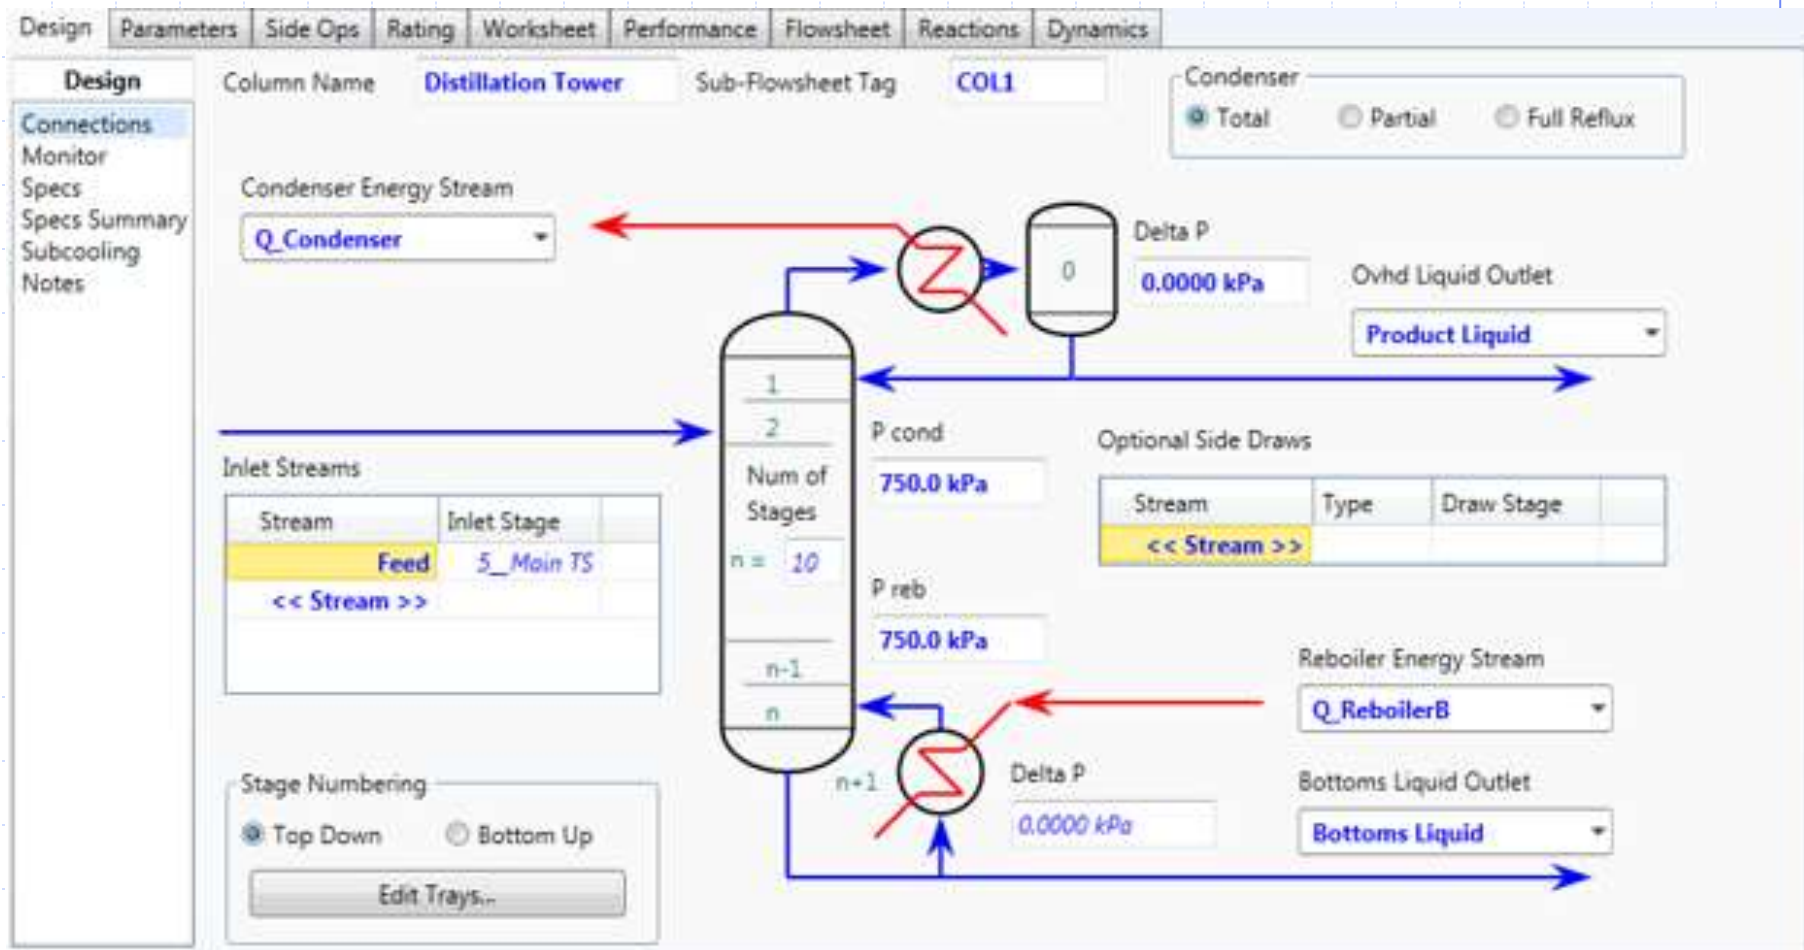 Design Parameters Side Ops Rating Worksheet Performance Flowsheet Reactions Dynamics
Design
Connections
Monitor
Specs
Specs Summary
Subcooling
Notes
Column Name Distillation Tower Sub-Flowsheet Tag COL1
Condenser
Total Partial Full Reflux
Condenser Energy Stream
Q_Condenser
0
Delta P
0.0000 kPa
Ovhd Liquid Outlet
Product Liquid
1
2
Num of
Stages
n = 10
n-1
n
n+1
P cond
750.0 kPa
P reb
750.0 kPa
Inlet Streams
Stream Inlet Stage
Feed 5__Main TS
<< Stream >>
Optional Side Draws
Stream Type Draw Stage
<< Stream >>
Reboiler Energy Stream
Q_ReboilerB
Delta P
0.0000 kPa
Bottoms Liquid Outlet
Bottoms Liquid
Stage Numbering
Top Down Bottom Up
Edit Trays...